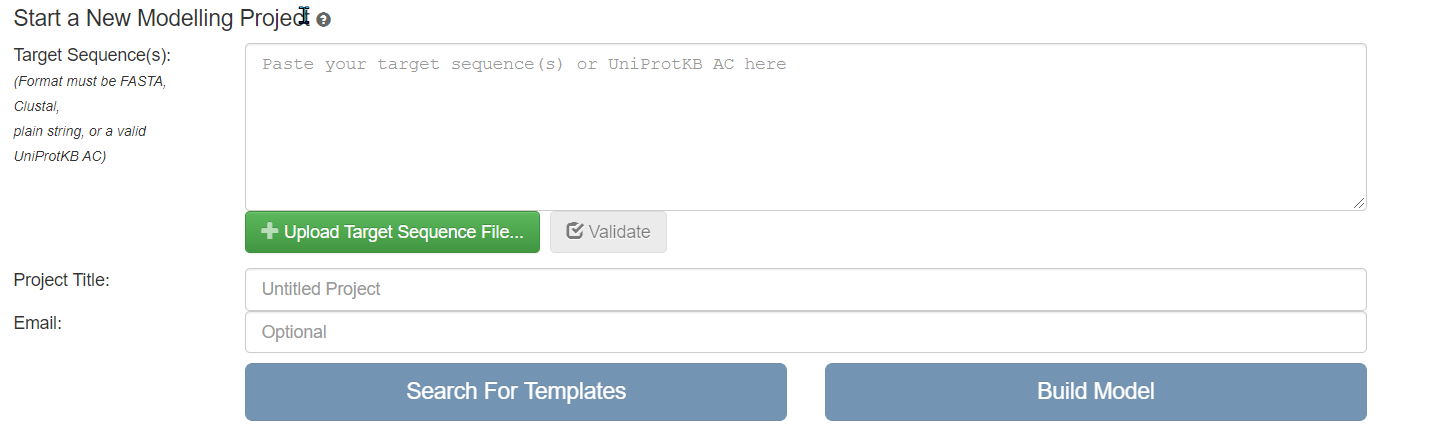 Start a New Modelling Project
Target Sequence(s):
(Format must be FASTA,
Clustal,
plain string, or a valid
UniProtKB AC)
Paste your target sequence(s) or UniProtKB AC here
Upload Target Sequence File...
Validate
Project Title:
Untitled Project
Email:
Optional
Search For Templates
Build Model